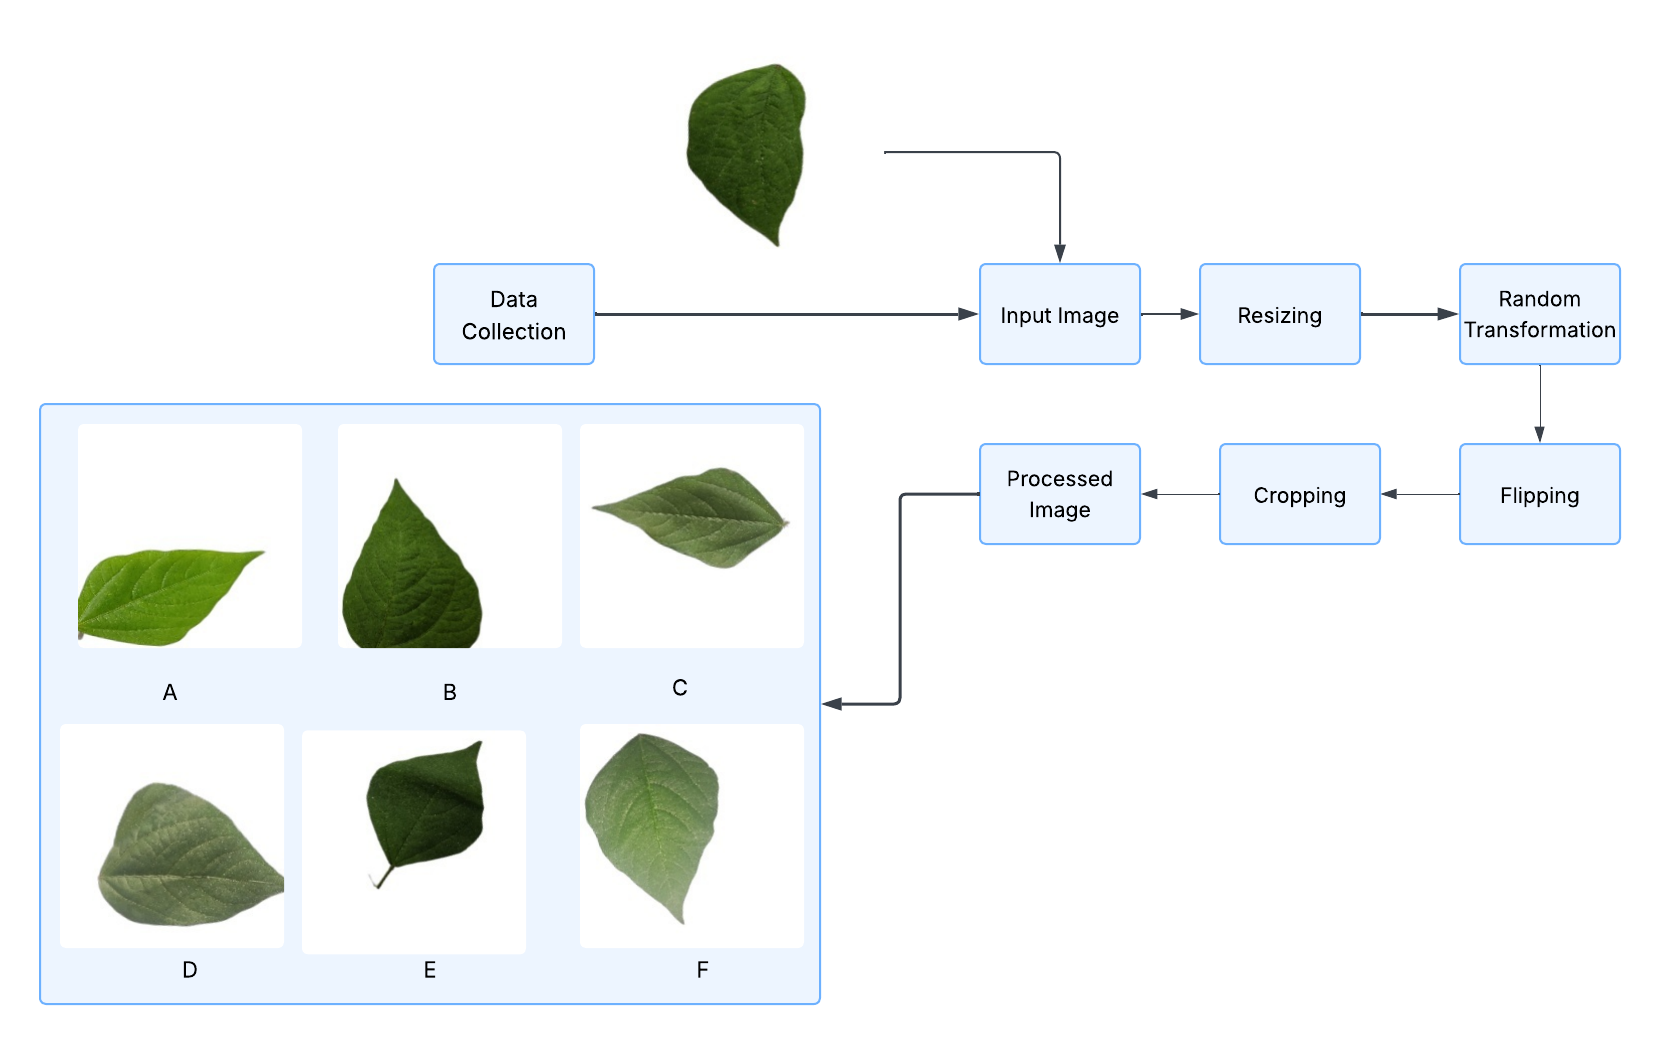 Data
Collection
Input Image
Resizing
Random
Transformation
Processed
Image
Cropping
Flipping
A
B
C
D
E
F